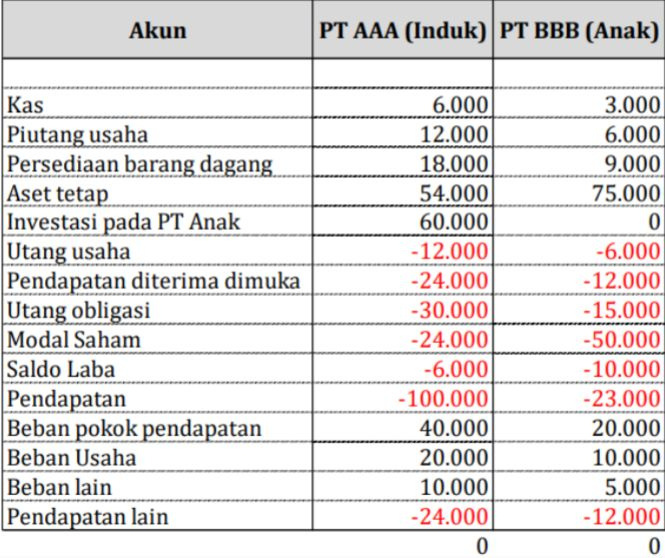 Akun PT AAA (Induk) PT BBB (Anak)
Kas 6.000 3.000
Piutang usaha 12.000 6.000
Persediaan barang dagang 18.000 9.000
Aset tetap 54.000 75.000
Investasi pada PT Anak 60.000 0
Utang usaha -12.000 -6.000
Pendapatan diterima dimuka -24.000 -12.000
Utang obligasi -30.000 -15.000
Modal Saham -24.000 -50.000
Saldo Laba -6.000 -10.000
Pendapatan -100.000 -23.000
Beban pokok pendapatan 40.000 20.000
Beban Usaha 20.000 10.000
Beban lain 10.000 5.000
Pendapatan lain -24.000 -12.000
0 0